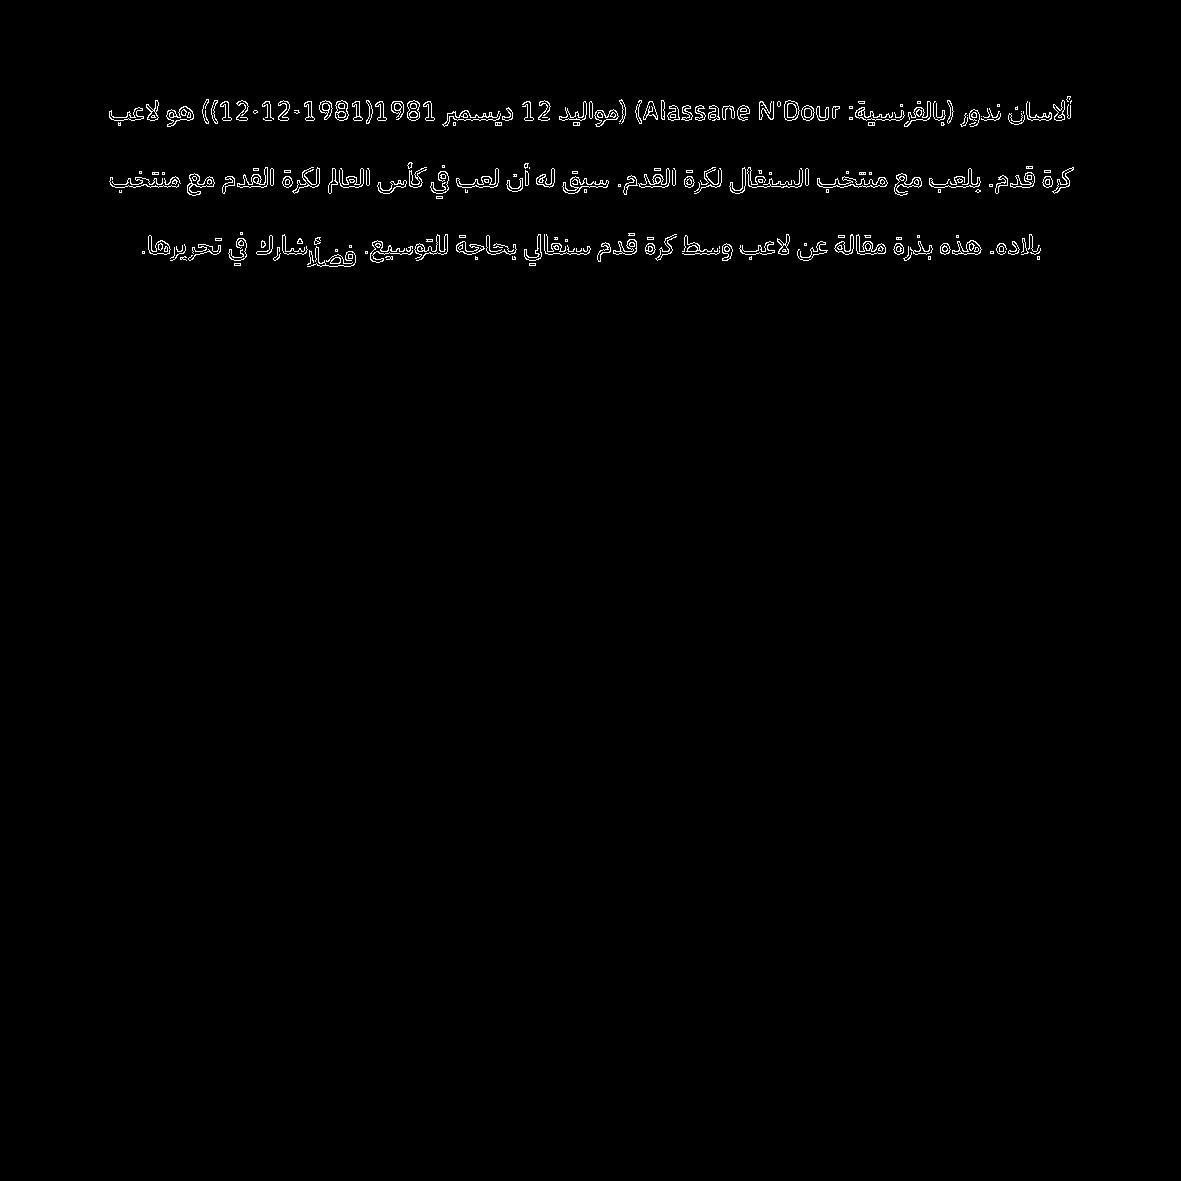 ألاسان ندور (بالفرنسية: Alassane N'Dour) (مواليد 12 ديسمبر 1981(1981-12-12)) هو لاعب
كرة قدم. يلعب مع منتخب السنغال لكرة القدم. سبق له أن لعب في كأس العالم لكرة القدم مع منتخب
بلاده. هذه بذرة مقالة عن لاعب وسط كرة قدم سنغالي بحاجة للتوسيع. فضلًا شارك في تحريرها.